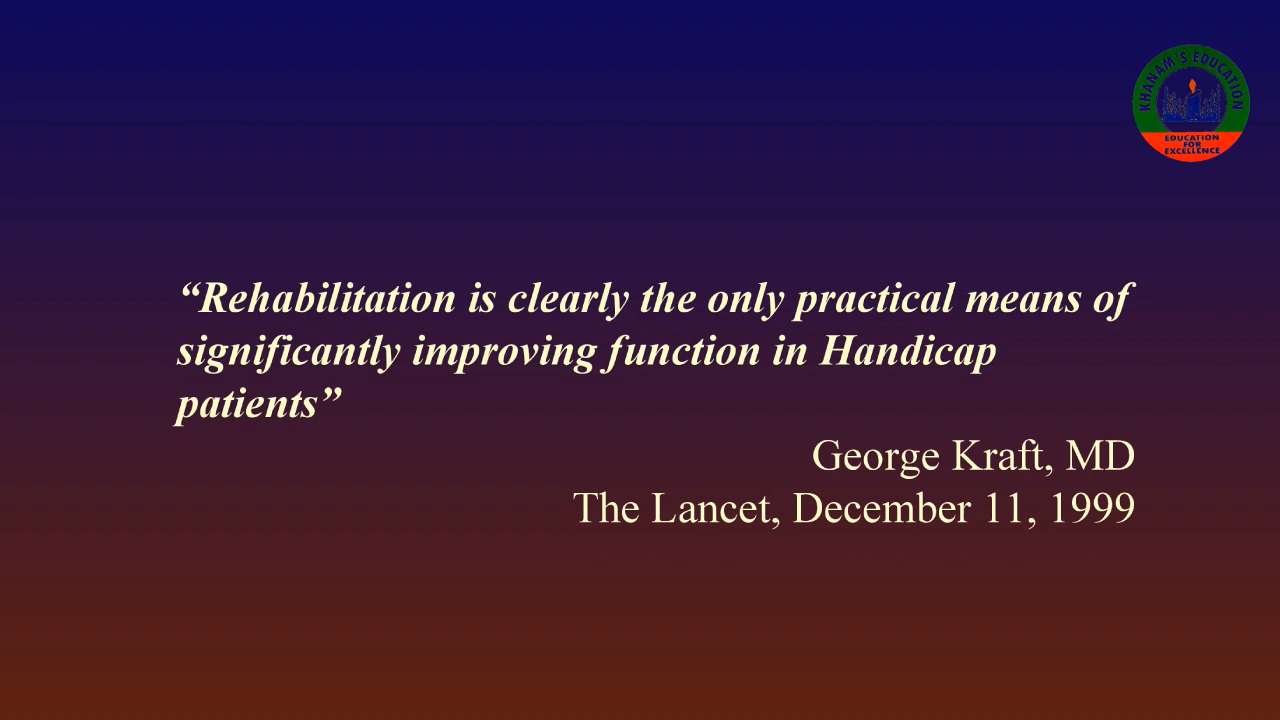 KHANAM'S EDUCATION
EDUCATION
FOR
EXCELLENCE
“Rehabilitation is clearly the only practical means of
significantly improving function in Handicap
patients”
George Kraft, MD
The Lancet, December 11, 1999